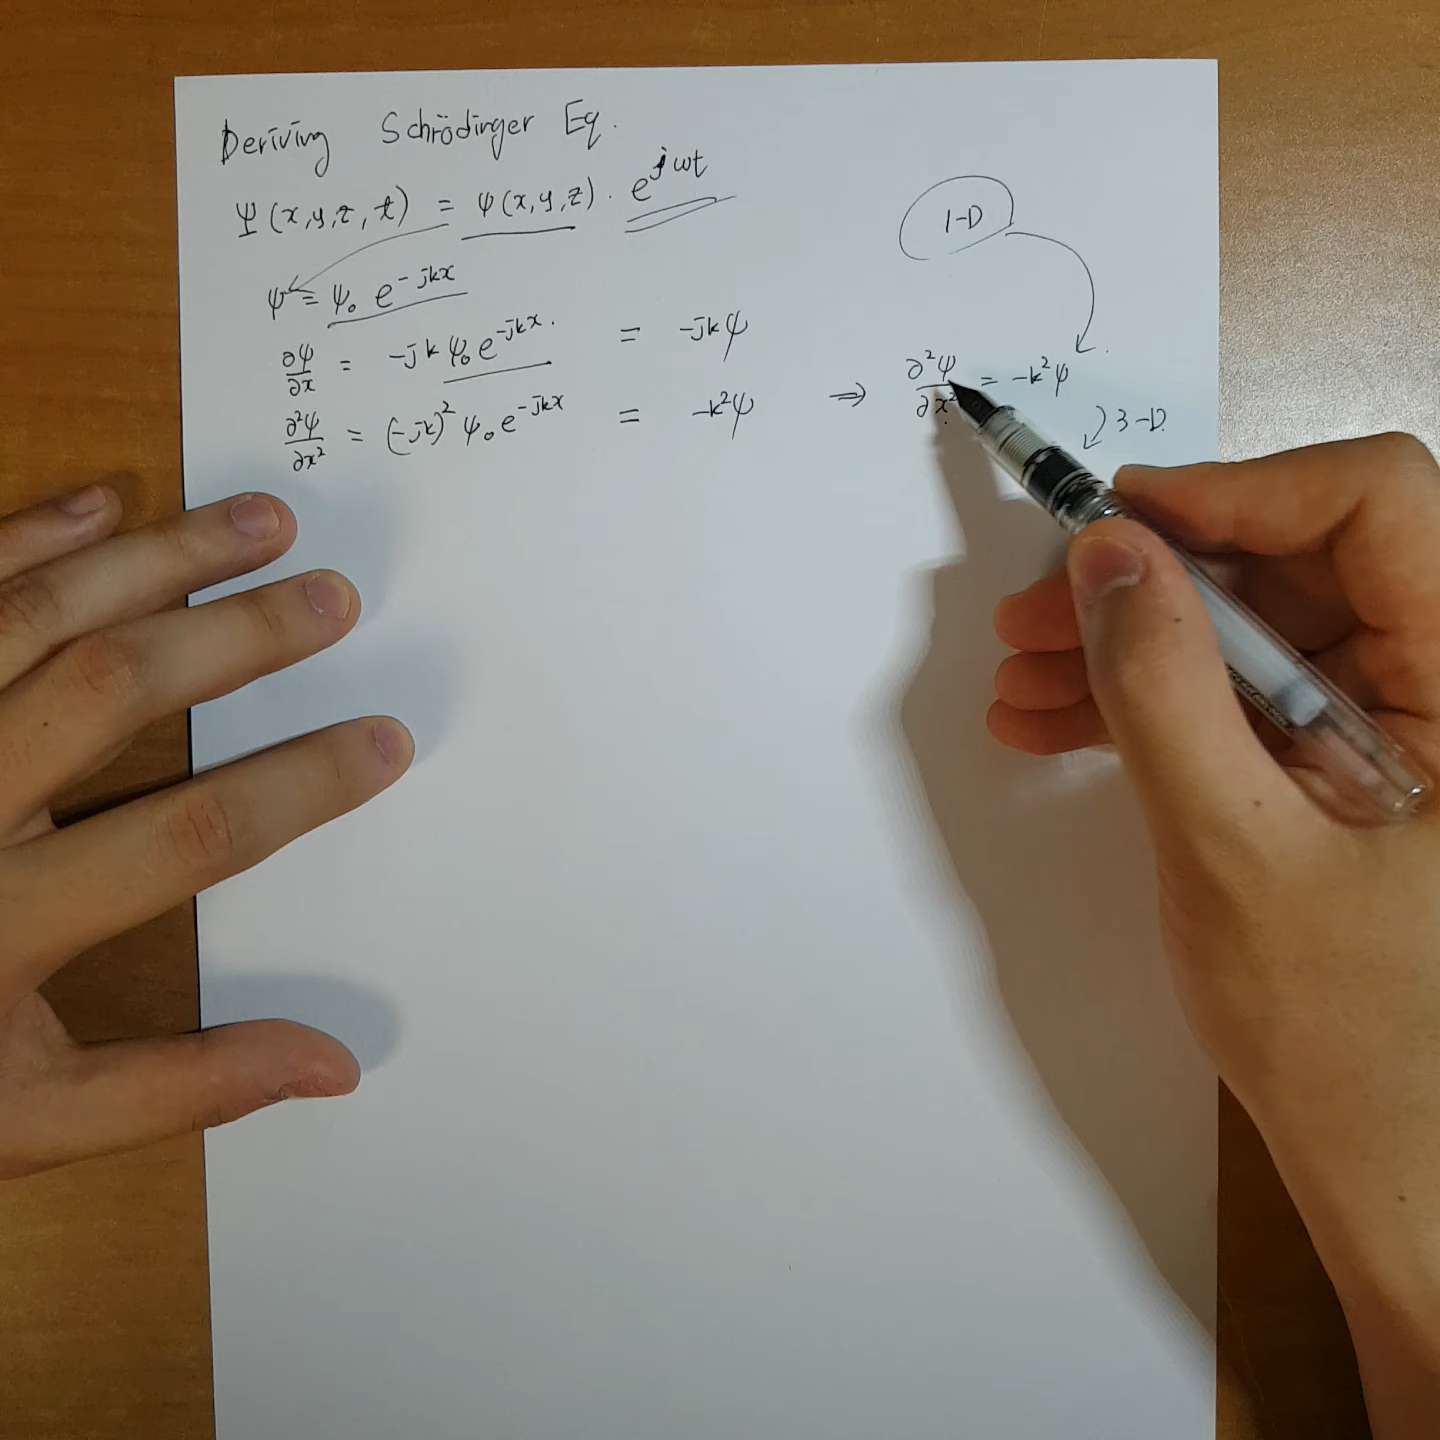 Deriving Schrödinger Eq.
Ψ(x,y,z,t) = ψ(x,y,z) · e^{jωt}
1-D
ψ = ψ₀ e^{-jkx}
∂ψ/∂x = -jk ψ₀ e^{-jkx} = -jkψ
∂²ψ/∂x² = (-jk)² ψ₀ e^{-jkx} = -k²ψ ⇒ ∂²ψ/∂x² = -k²ψ
3-D